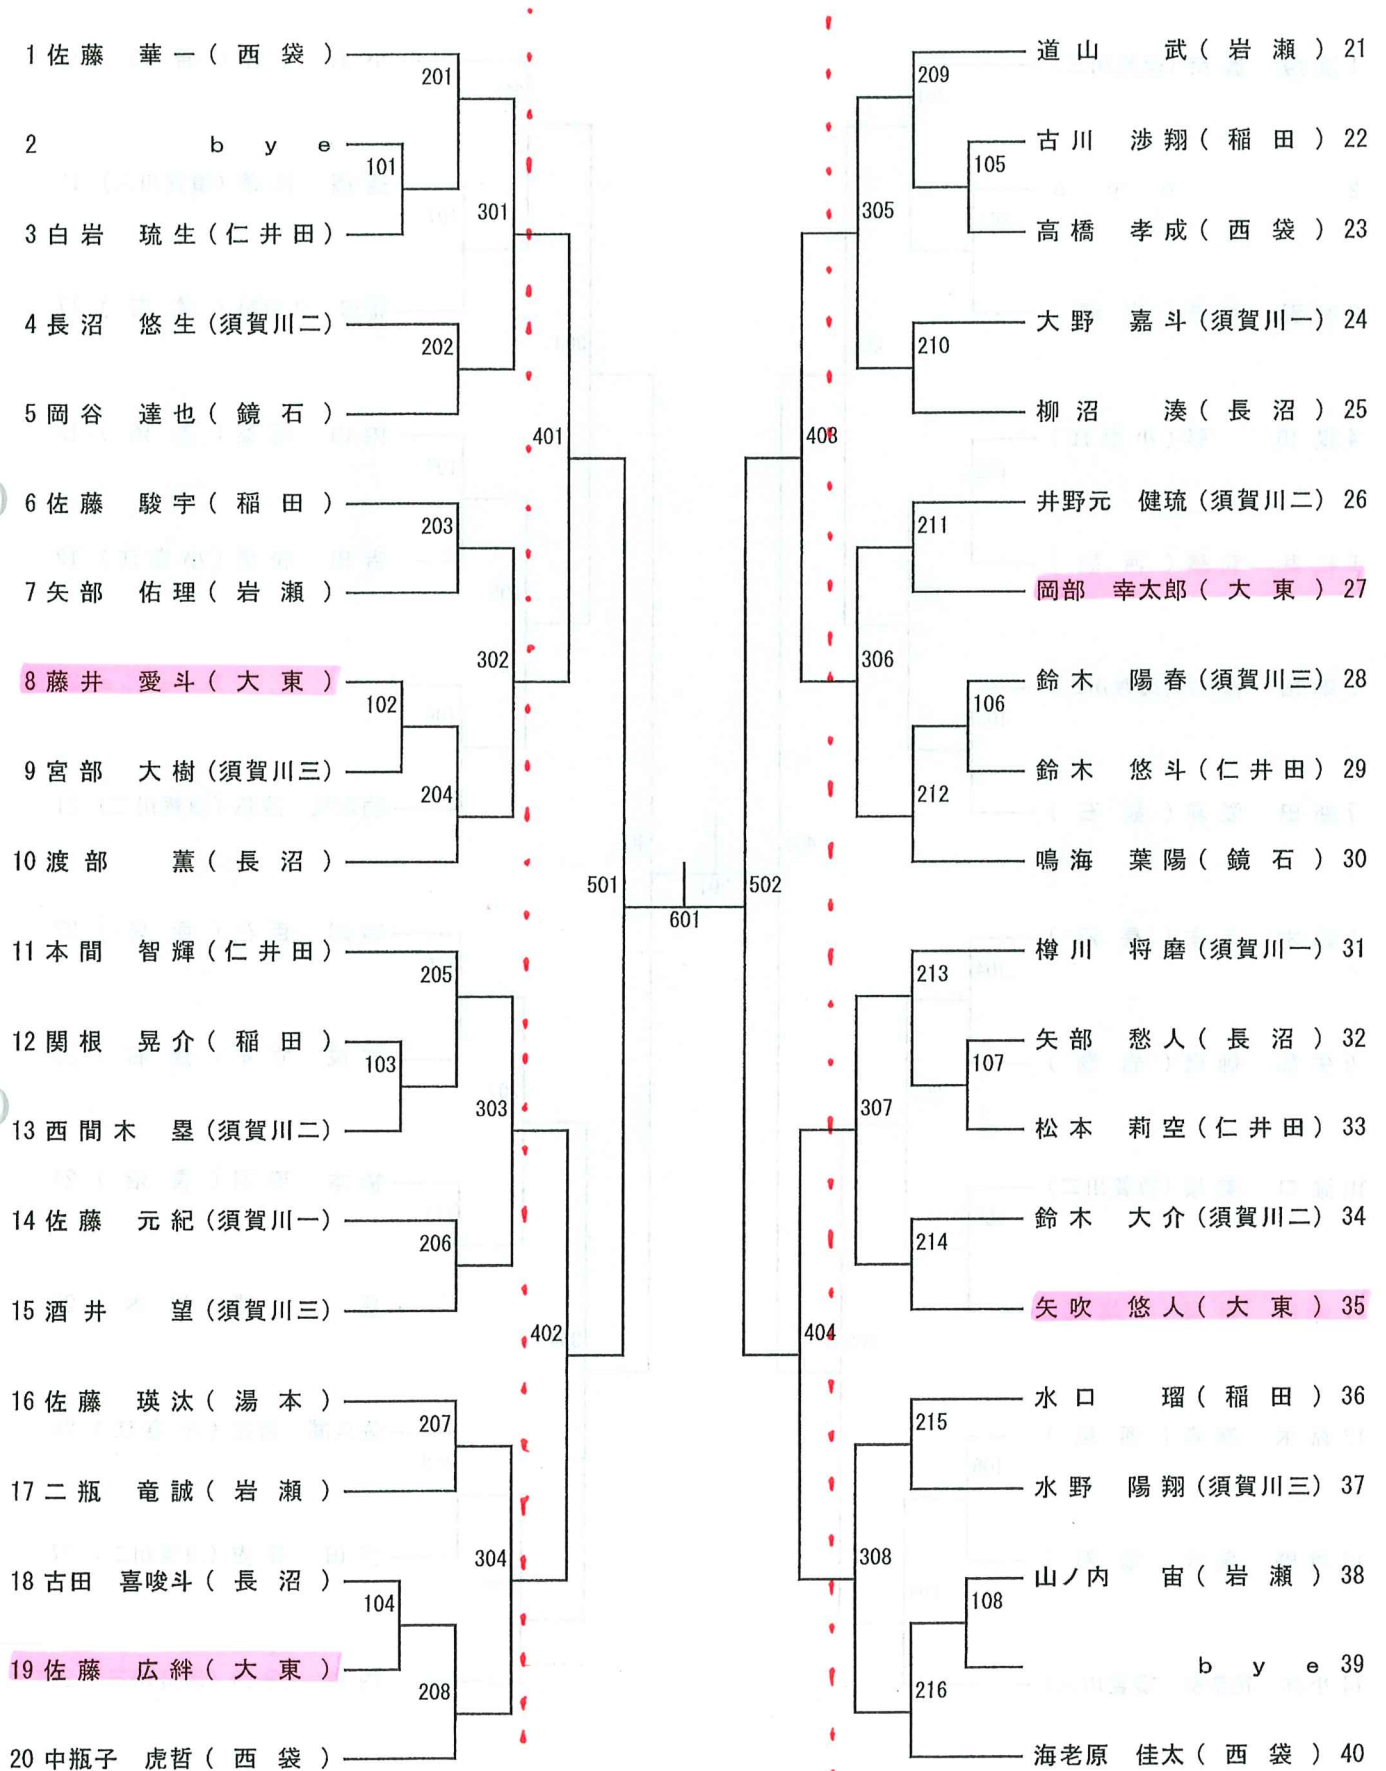 1 佐藤 華一 ( 西袋 )
2 bye
3 白岩 琉生 (仁井田)
4 長沼 悠生 (須賀川二)
5 岡谷 達也 ( 鏡石 )
6 佐藤 駿宇 ( 稲田 )
7 矢部 佑理 ( 岩瀬 )
8 藤井 愛斗 ( 大東 )
9 宮部 大樹 (須賀川三)
10 渡部 薫 ( 長沼 )
11 本間 智輝 (仁井田)
12 関根 晃介 ( 稲田 )
13 西間木 塁 (須賀川二)
14 佐藤 元紀 (須賀川一)
15 酒井 望 (須賀川三)
16 佐藤 瑛汰 ( 湯本 )
17 二瓶 竜誠 ( 岩瀬 )
18 古田 喜唆斗 ( 長沼 )
19 佐藤 広絆 ( 大東 )
20 中瓶子 虎哲 ( 西袋 )
101
102
103
104
201
202
203
204
205
206
207
208
301
302
303
304
401
402
501
601
502
403
404
305
306
307
308
209
210
211
212
213
214
215
216
105
106
107
108
道山 武 ( 岩瀬 ) 21
古川 渉翔 ( 稲田 ) 22
高橋 孝成 ( 西袋 ) 23
大野 嘉斗 (須賀川一) 24
柳沼 湊 ( 長沼 ) 25
井野元 健琉 (須賀川二) 26
岡部 幸太郎 ( 大東 ) 27
鈴木 陽春 (須賀川三) 28
鈴木 悠斗 (仁井田) 29
鳴海 葉陽 ( 鏡石 ) 30
樽川 将磨 (須賀川一) 31
矢部 愁人 ( 長沼 ) 32
松本 莉空 (仁井田) 33
鈴木 大介 (須賀川二) 34
矢吹 悠人 ( 大東 ) 35
水口 瑠 ( 稲田 ) 36
水野 陽翔 (須賀川三) 37
山ノ内 宙 ( 岩瀬 ) 38
bye 39
海老原 佳太 ( 西袋 ) 40